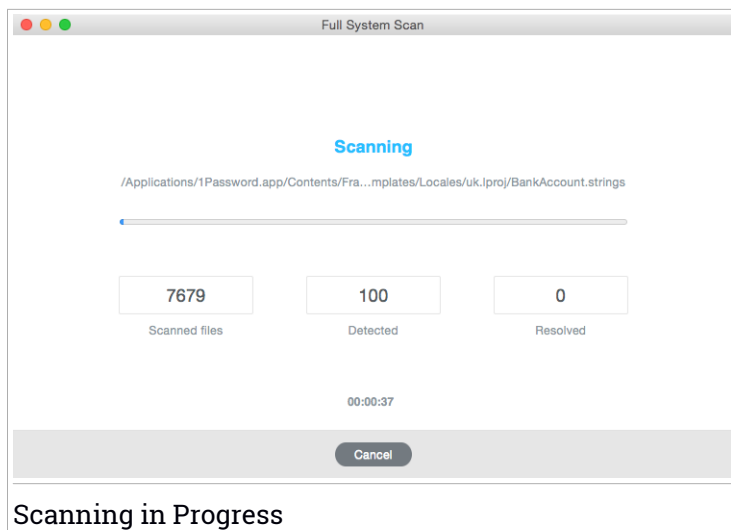 Full System Scan
Scanning
/Applications/1Password.app/Contents/Fra...mplates/Locales/uk.lproj/BankAccount.strings
7679 100 0
Scanned files Detected Resolved
00:00:37
Cancel
Scanning in Progress